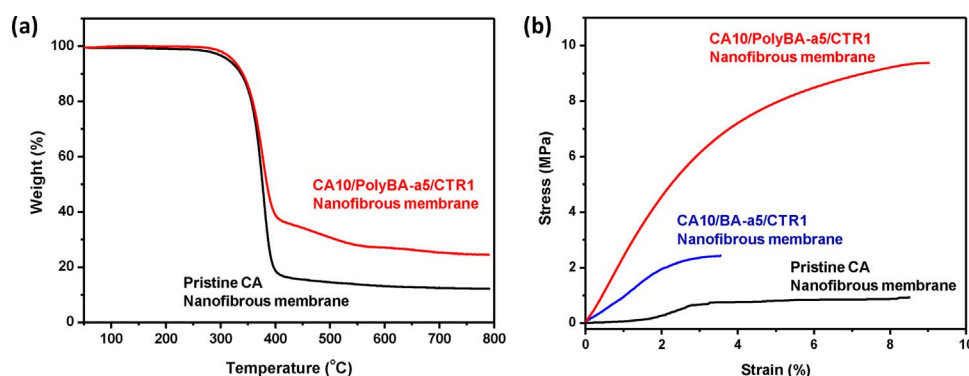 (a)
100
80
60
40
20
0
Weight (%)
CA10/PolyBA-a5/CTR1
Nanofibrous membrane
Pristine CA
Nanofibrous membrane
100 200 300 400 500 600 700 800
Temperature (°C)
(b)
10
8
6
4
2
0
Stress (MPa)
CA10/PolyBA-a5/CTR1
Nanofibrous membrane
CA10/BA-a5/CTR1
Nanofibrous membrane
Pristine CA
Nanofibrous membrane
0 2 4 6 8 10
Strain (%)